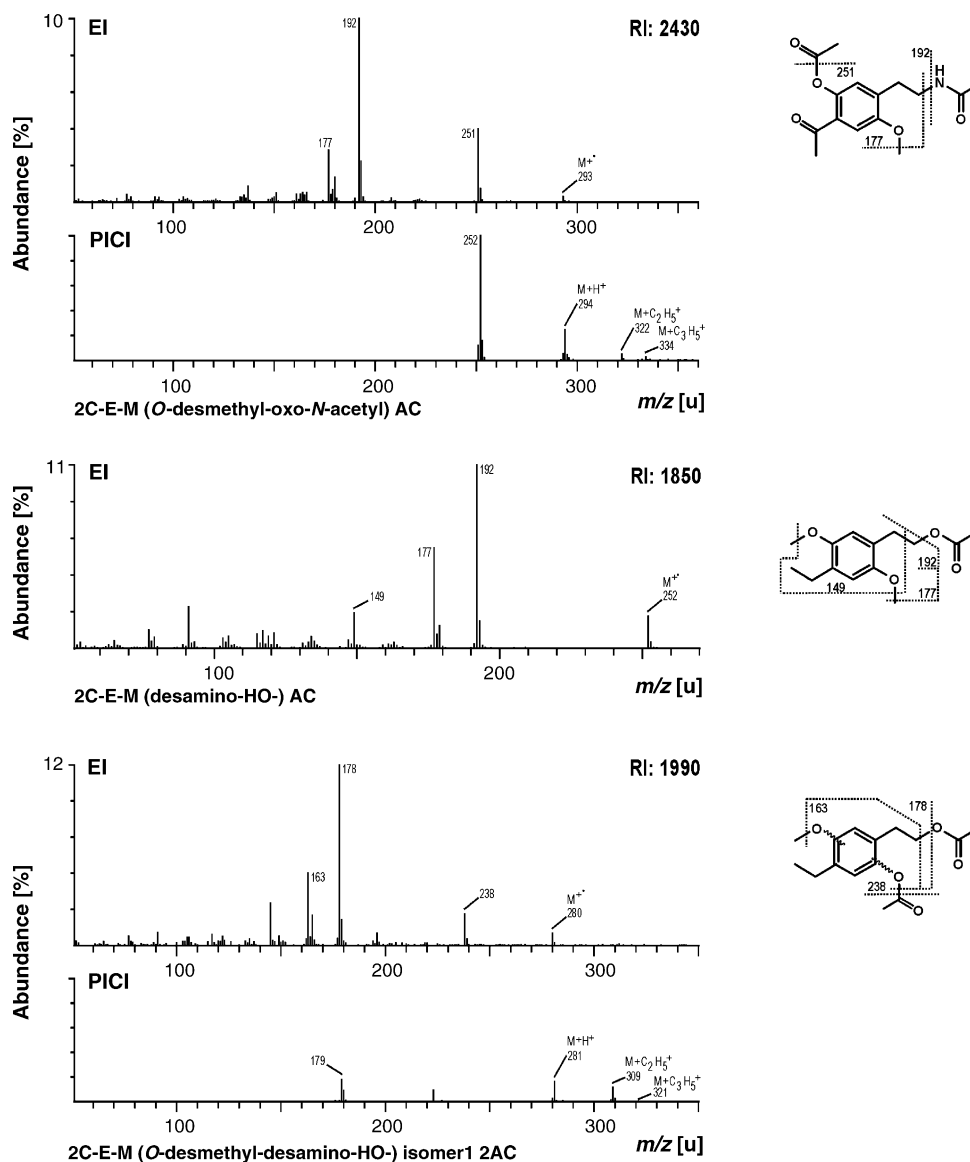 10
EI
RI: 2430
192
251
177
M+•
293
Abundance [%]
100
200
300
PICI
252
M+H+
294
M+C2H5+
322
M+C3H5+
334
100
200
300
2C-E-M (O-desmethyl-oxo-N-acetyl) AC
m/z [u]
O
O
251
192
H
N
O
O
O
177
11
EI
RI: 1850
192
177
149
M+•
252
Abundance [%]
100
200
2C-E-M (desamino-HO-) AC
m/z [u]
O
O
O
192
O
149
177
12
EI
RI: 1990
178
163
238
M+•
280
Abundance [%]
100
200
300
PICI
179
M+H+
281
M+C2H5+
309
M+C3H5+
321
100
200
300
2C-E-M (O-desmethyl-desamino-HO-) isomer1 2AC
m/z [u]
163
178
O
O
O
O
238
O